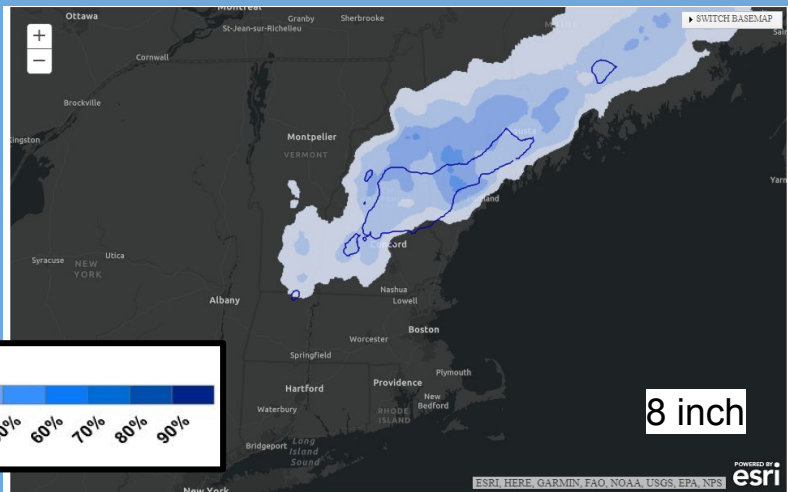 Ottawa
Granby
Sherbrooke
St-Jean-sur-Richelieu
SWITCH BASEMAP
+
−
Cornwall
Brockville
Montpelier
VERMONT
Syracuse
Utica
NEW
YORK
Concord
Albany
Nashua
Lowell
Boston
Worcester
Springfield
Plymouth
Hartford
Providence
New
Bedford
Waterbury
RHODE
ISLAND
8 inch
60%
70%
80%
90%
Bridgeport
Long
Island
Sound
New York
ESRI, HERE, GARMIN, FAO, NOAA, USGS, EPA, NPS
POWERED BY
esri